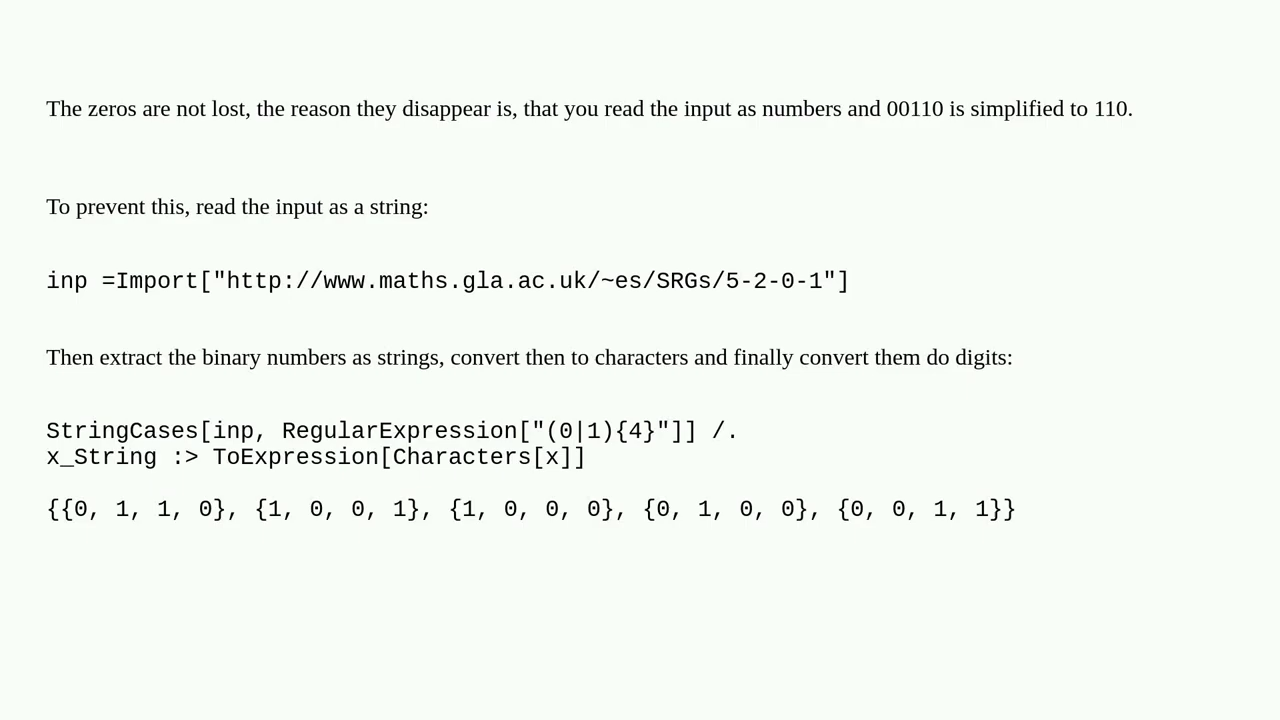 The zeros are not lost, the reason they disappear is, that you read the input as numbers and 00110 is simplified to 110.
To prevent this, read the input as a string:
inp =Import["http://www.maths.gla.ac.uk/~es/SRGs/5-2-0-1"]
Then extract the binary numbers as strings, convert then to characters and finally convert them do digits:
StringCases[inp, RegularExpression["(0|1){4}"]] /.
x_String :> ToExpression[Characters[x]]
{{0, 1, 1, 0}, {1, 0, 0, 1}, {1, 0, 0, 0}, {0, 1, 0, 0}, {0, 0, 1, 1}}